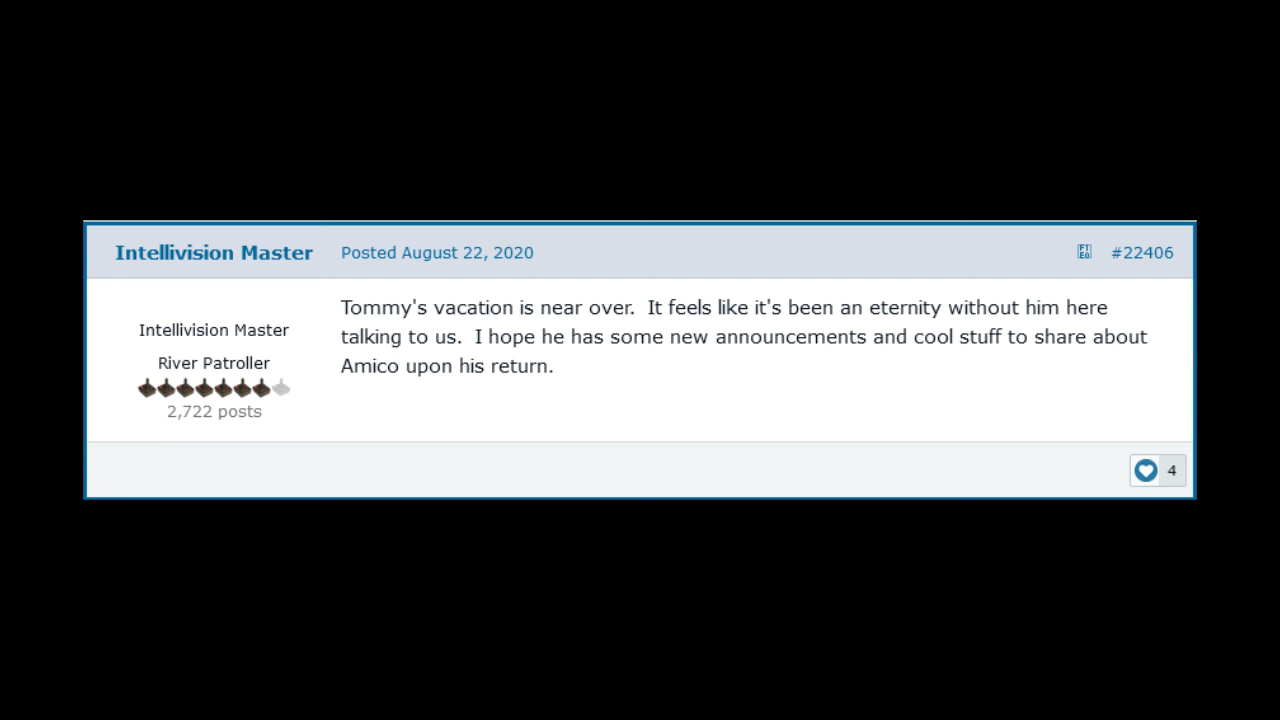 Intellivision Master Posted August 22, 2020 #22406
Intellivision Master
River Patroller
2,722 posts
Tommy's vacation is near over.  It feels like it's been an eternity without him here
talking to us.  I hope he has some new announcements and cool stuff to share about
Amico upon his return.
4